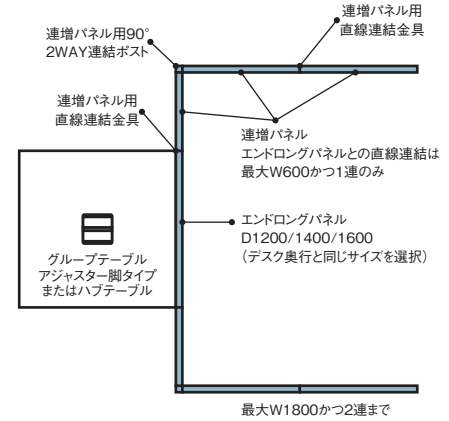 連増パネル用
直線連結金具
連増パネル用90°
2WAY連結ポスト
連増パネル用
直線連結金具
連増パネル
エンドロングパネルとの直線連結は
最大W600かつ1連のみ
エンドロングパネル
D1200/1400/1600
（デスク奥行と同じサイズを選択）
グループテーブル
アジャスター脚タイプ
またはハブテーブル
最大W1800かつ2連まで